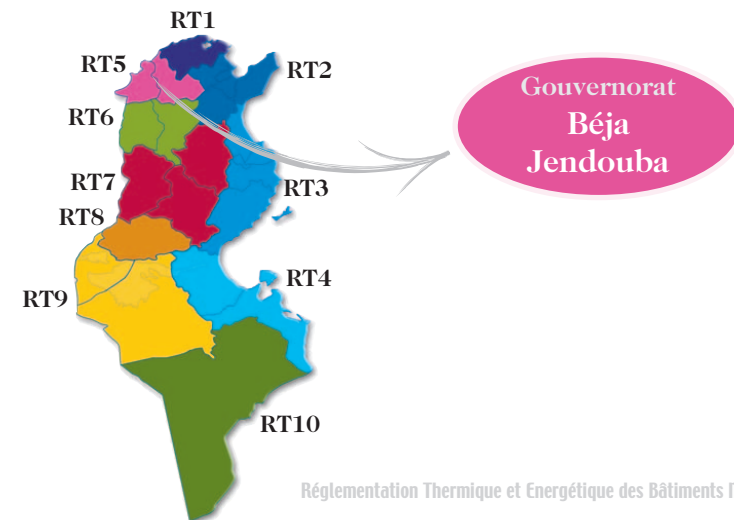 RT1
RT5
RT2
RT6
RT7
RT3
RT8
RT9
RT4
RT10
Gouvernorat
Béja
Jendouba
Réglementation Thermique et Energétique des Bâtiments